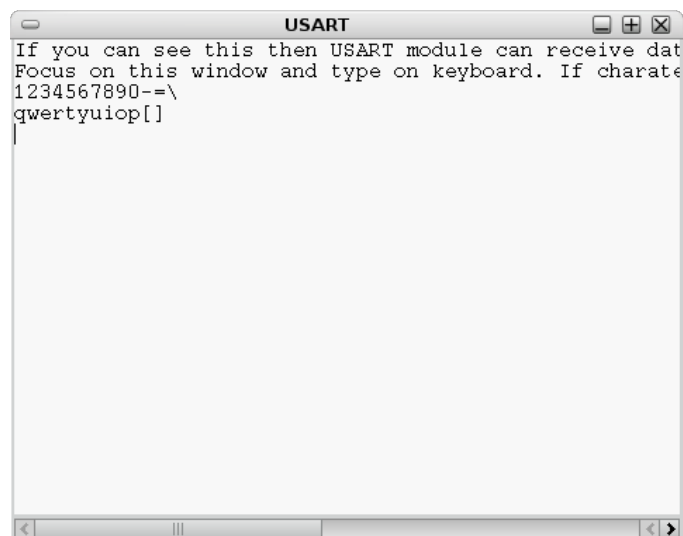 USART
If you can see this then USART module can receive dat
Focus on this window and type on keyboard. If charate
1234567890-=\
qwertyuiop[]